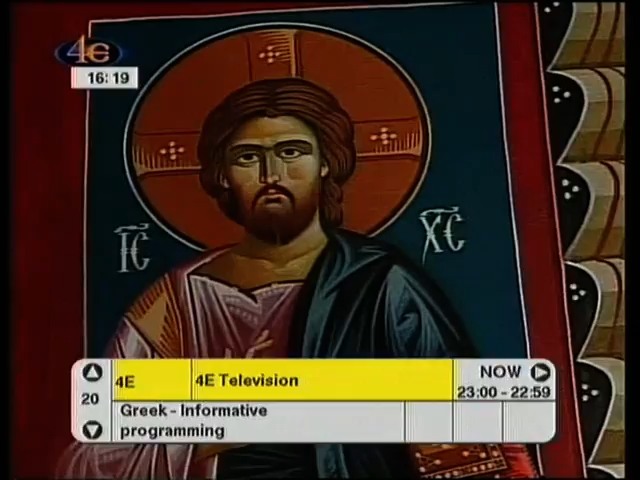 4E
16:19
IC
XC
4E
4E Television
NOW
20
23:00 - 22:59
Greek - Informative
programming